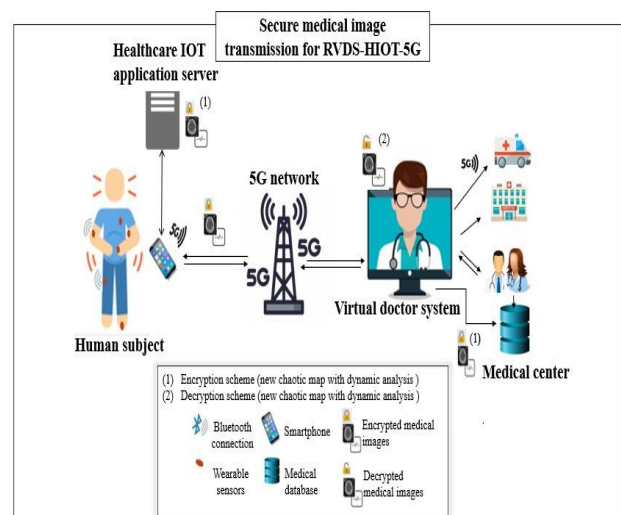 Secure medical image
transmission for RVDS-HIOT-5G
Healthcare IOT
application server
(1)
(2)
5G
5G network
5G
5G
5G
Human subject
Virtual doctor system
(1)
Medical center
(1) Encryption scheme (new chaotic map with dynamic analysis )
(2) Decryption scheme (new chaotic map with dynamic analysis )
Bluetooth
connection
Smartphone
Encrypted medical
images
Wearable
sensors
Medical
database
Decrypted
medical images